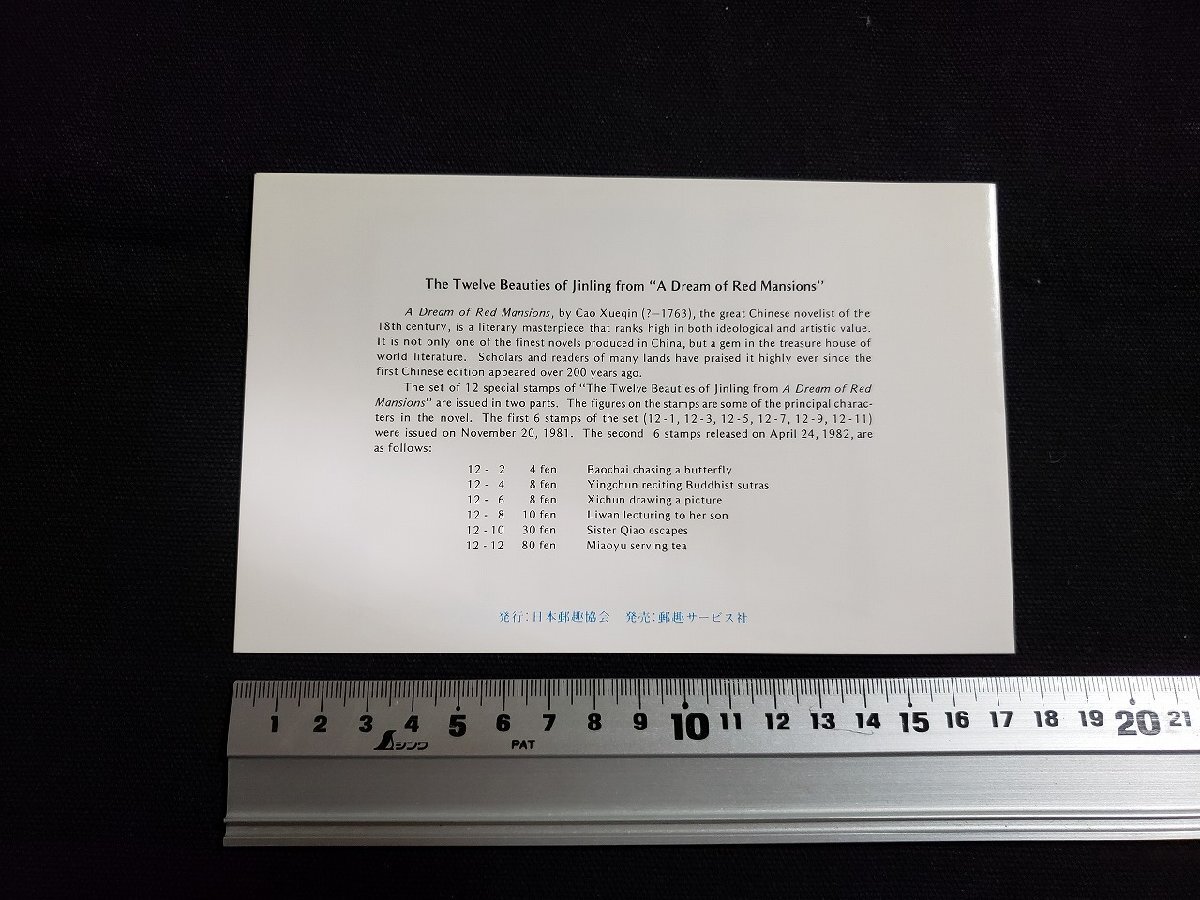 The Twelve Beauties of Jinling from "A Dream of Red Mansions"
A Dream of Red Mansions, by Cao Xueqin (?–1763), the great Chinese novelist of the
18th century, is a literary masterpiece that ranks high in both ideological and artistic value.
It is not only one of the finest novels produced in China, but a gem in the treasure house of
world literature. Scholars and readers of many lands have praised it highly ever since the
first Chinese edition appeared over 200 years ago.
The set of 12 special stamps of "The Twelve Beauties of Jinling from A Dream of Red
Mansions" are issued in two parts. The figures on the stamps are some of the principal charac-
ters in the novel. The first 6 stamps of the set (12-1, 12-3, 12-5, 12-7, 12-9, 12-11)
were issued on November 20, 1981. The second 6 stamps released on April 24, 1982, are
as follows:
12 - 2 4 fen Baochai chasing a butterfly
12 - 4 8 fen Yingchun reciting Buddhist sutras
12 - 6 8 fen Xichun drawing a picture
12 - 8 10 fen Liwan lecturing to her son
12 - 10 30 fen Sister Qiao escapes
12 - 12 80 fen Miaoyu serving tea
発行:日本郵趣協会 発売:郵趣サービス社
1 2 3 4 5 6 7 8 9 10 11 12 13 14 15 16 17 18 19 20 21
シンワ PAT